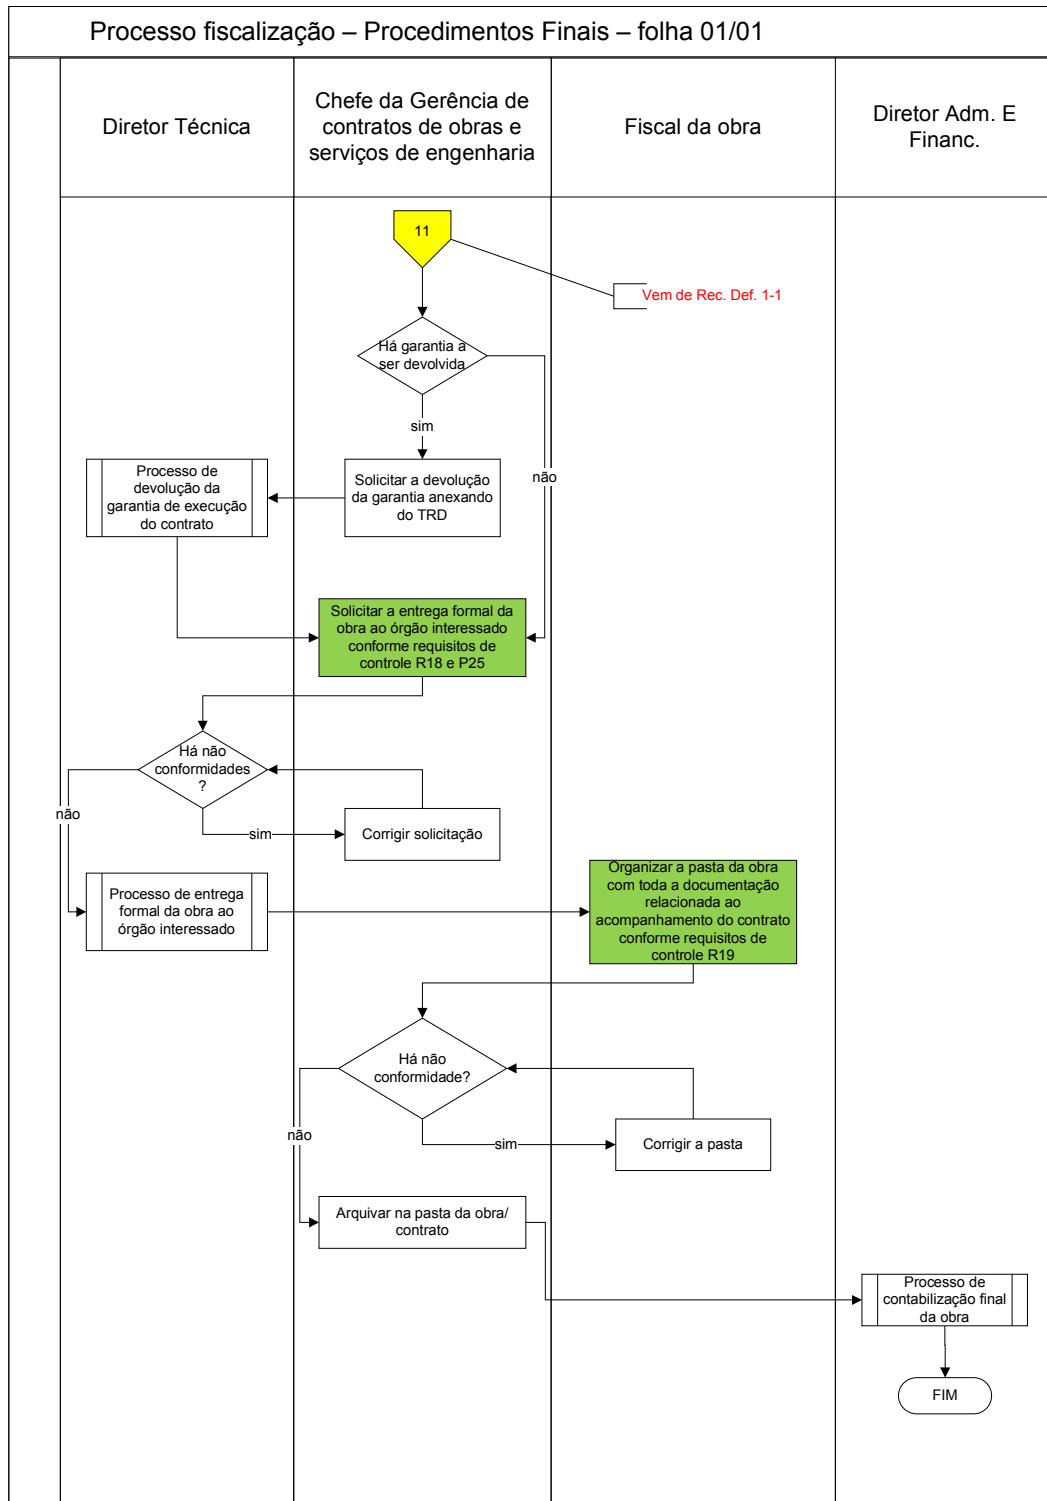 Processo fiscalização – Procedimentos Finais – folha 01/01
Diretor Técnica
Chefe da Gerência de
contratos de obras e
serviços de engenharia
Fiscal da obra
Diretor Adm. E
Financ.
11
Vem de Rec. Def. 1-1
Há garantia a
ser devolvida
sim
não
Solicitar a devolução
da garantia anexando
do TRD
Processo de
devolução da
garantia de execução
do contrato
Solicitar a entrega formal da
obra ao órgão interessado
conforme requisitos de
controle R18 e P25
Há não
conformidades
?
não
sim
Corrigir solicitação
Processo de entrega
formal da obra ao
órgão interessado
Organizar a pasta da obra
com toda a documentação
relacionada ao
acompanhamento do contrato
conforme requisitos de
controle R19
Há não
conformidade?
não
sim
Corrigir a pasta
Arquivar na pasta da obra/
contrato
Processo de
contabilização final
da obra
FIM